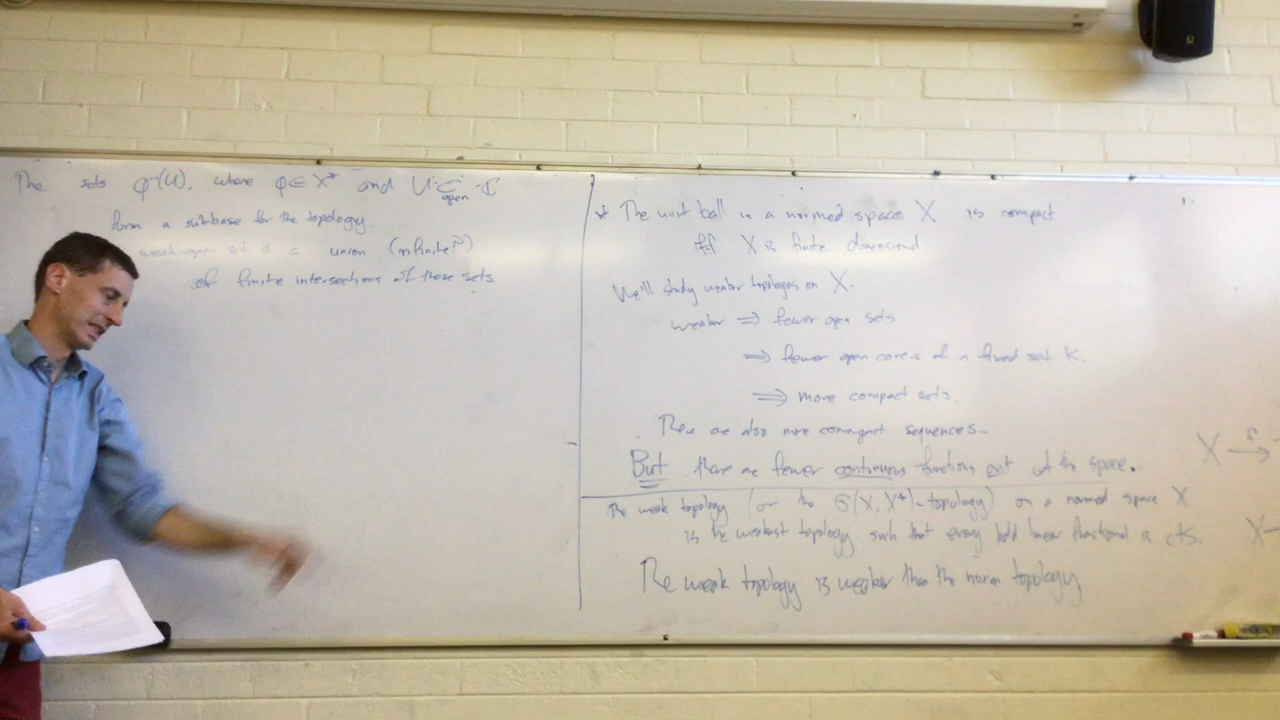 The sets φ⁻¹(U), where φ ∈ X* and U ⊆ ℂ
open
form a subbase for the topology.
weak-open set is a union (infinite?)
of finite intersections of these sets.
* The unit ball in a normed space X is compact
iff X is finite dimensional
We'll study weaker topologies on X.
weaker ⇒ fewer open sets
⇒ fewer open covers of a fixed set K.
⇒ more compact sets.
There are also more convergent sequences...
But there are fewer continuous functions out of the space.
The weak topology (or the σ(X, X*)-topology) on a normed space X
is the weakest topology such that every bdd linear functional is cts.
The weak topology is weaker than the norm topology
X →
X